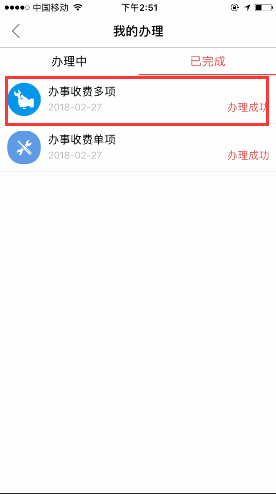 中国移动 下午2:51
我的办理
办理中 已完成
办事收费多项
2018-02-27 办理成功
办事收费单项
2018-02-27 办理成功